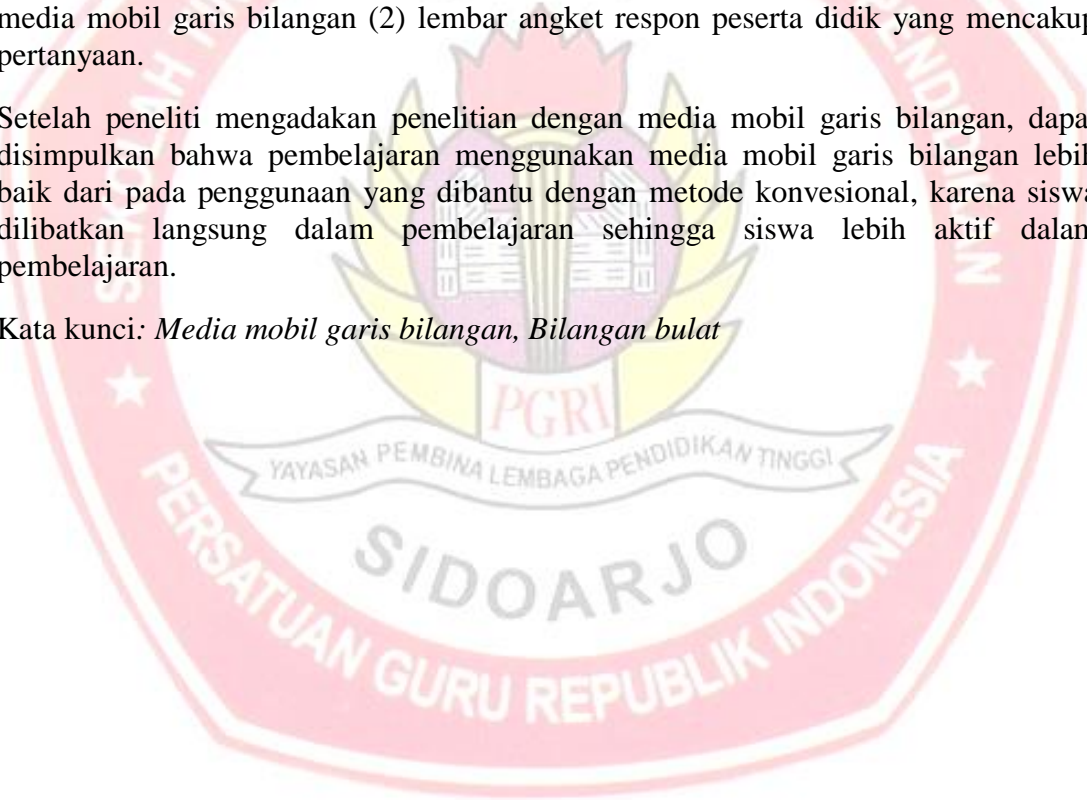 media mobil garis bilangan (2) lembar angket respon peserta didik yang mencakup
pertanyaan.
Setelah peneliti mengadakan penelitian dengan media mobil garis bilangan, dapa
disimpulkan bahwa pembelajaran menggunakan media mobil garis bilangan lebih
baik dari pada penggunaan yang dibantu dengan metode konvesional, karena siswa
dilibatkan langsung dalam pembelajaran sehingga siswa lebih aktif dalam
pembelajaran.
Kata kunci: Media mobil garis bilangan, Bilangan bulat
SEKOLAH
PGRI
YAYASAN PEMBINA LEMBAGA PENDIDIKAN TINGGI
SIDOARJO
PERSATUAN GURU REPUBLIK INDONESIA